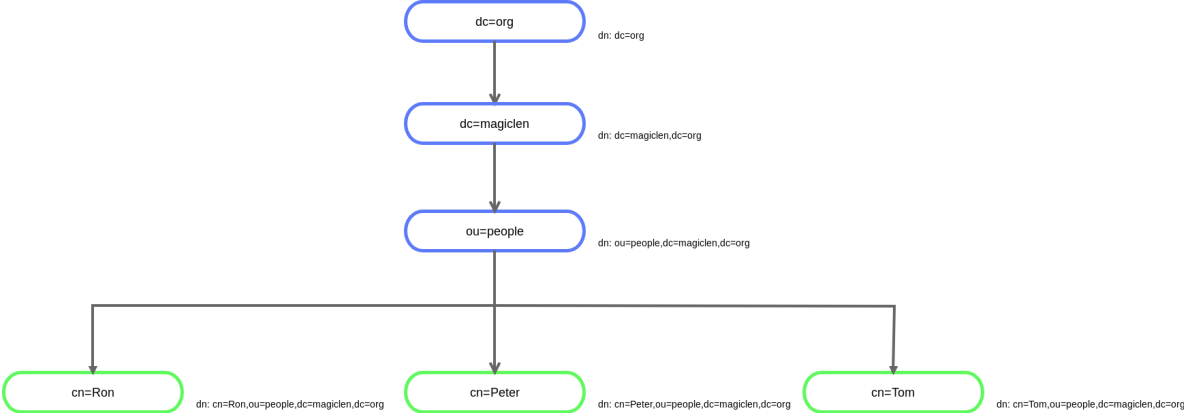 dc=org
dn: dc=org
dc=magiclen
dn: dc=magiclen,dc=org
ou=people
dn: ou=people,dc=magiclen,dc=org
cn=Ron
dn: cn=Ron,ou=people,dc=magiclen,dc=org
cn=Peter
dn: cn=Peter,ou=people,dc=magiclen,dc=org
cn=Tom
dn: cn=Tom,ou=people,dc=magiclen,dc=org